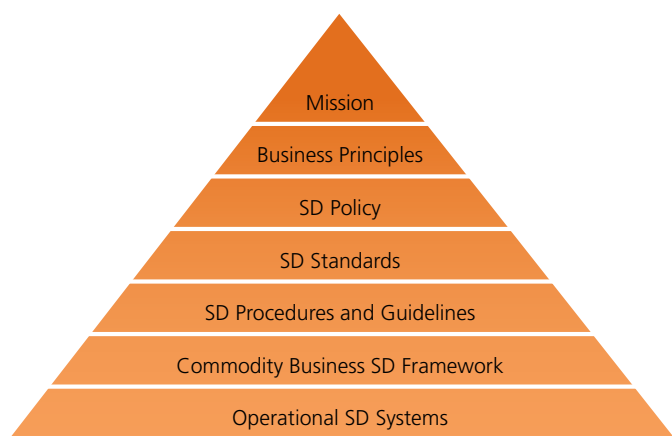 Mission
Business Principles
SD Policy
SD Standards
SD Procedures and Guidelines
Commodity Business SD Framework
Operational SD Systems